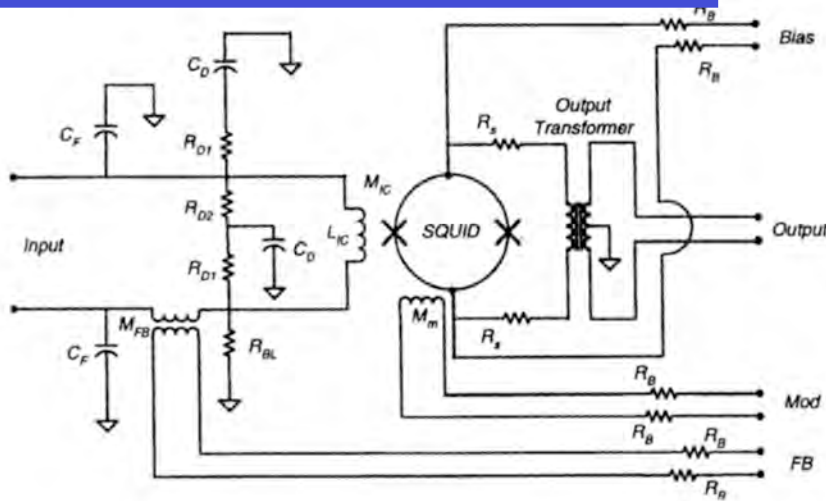 R_B
Bias
R_B
C_D
Output
Transformer
R_s
C_F
R_D1
M_IC
R_D2
L_IC
SQUID
Input
C_D
Output
R_D1
M_FB
M_m
R_s
C_F
R_BL
R_B
Mod
R_B
R_B
FB
R_B